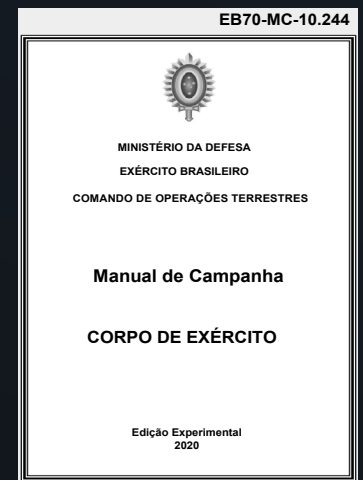 EB70-MC-10.244
MINISTÉRIO DA DEFESA
EXÉRCITO BRASILEIRO
COMANDO DE OPERAÇÕES TERRESTRES
Manual de Campanha
CORPO DE EXÉRCITO
Edição Experimental
2020